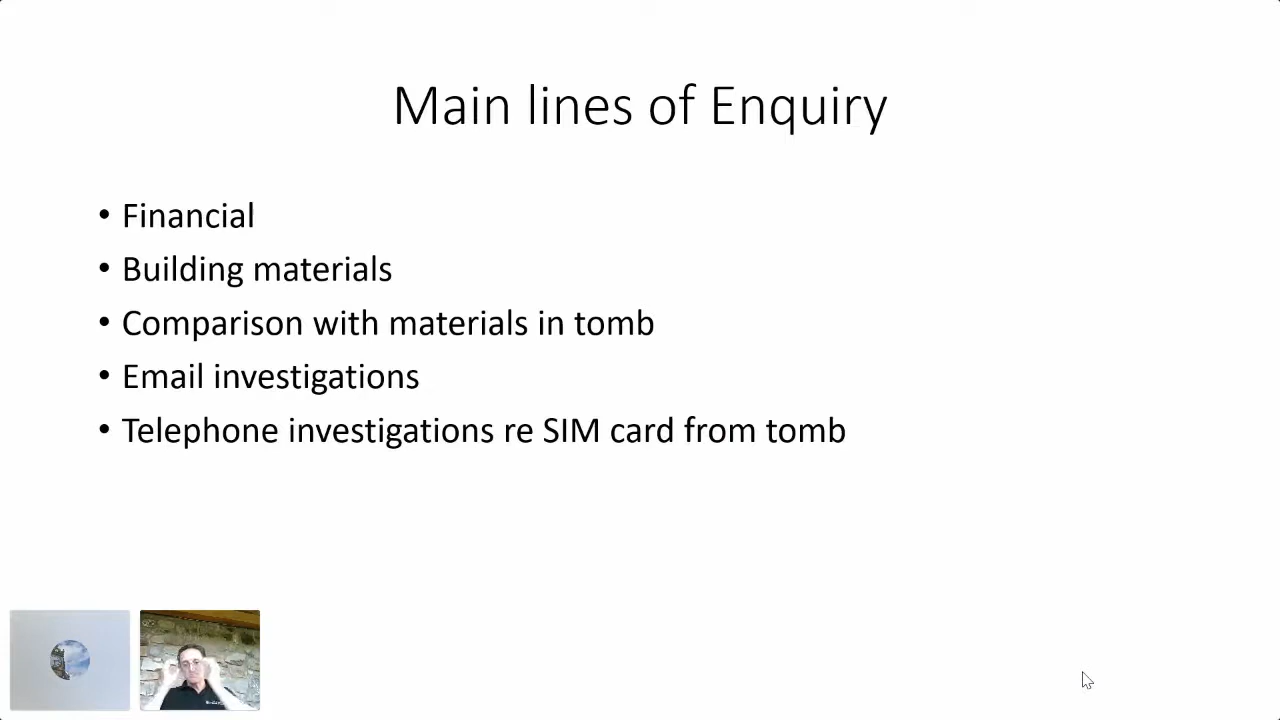 Main lines of Enquiry
• Financial
• Building materials
• Comparison with materials in tomb
• Email investigations
• Telephone investigations re SIM card from tomb